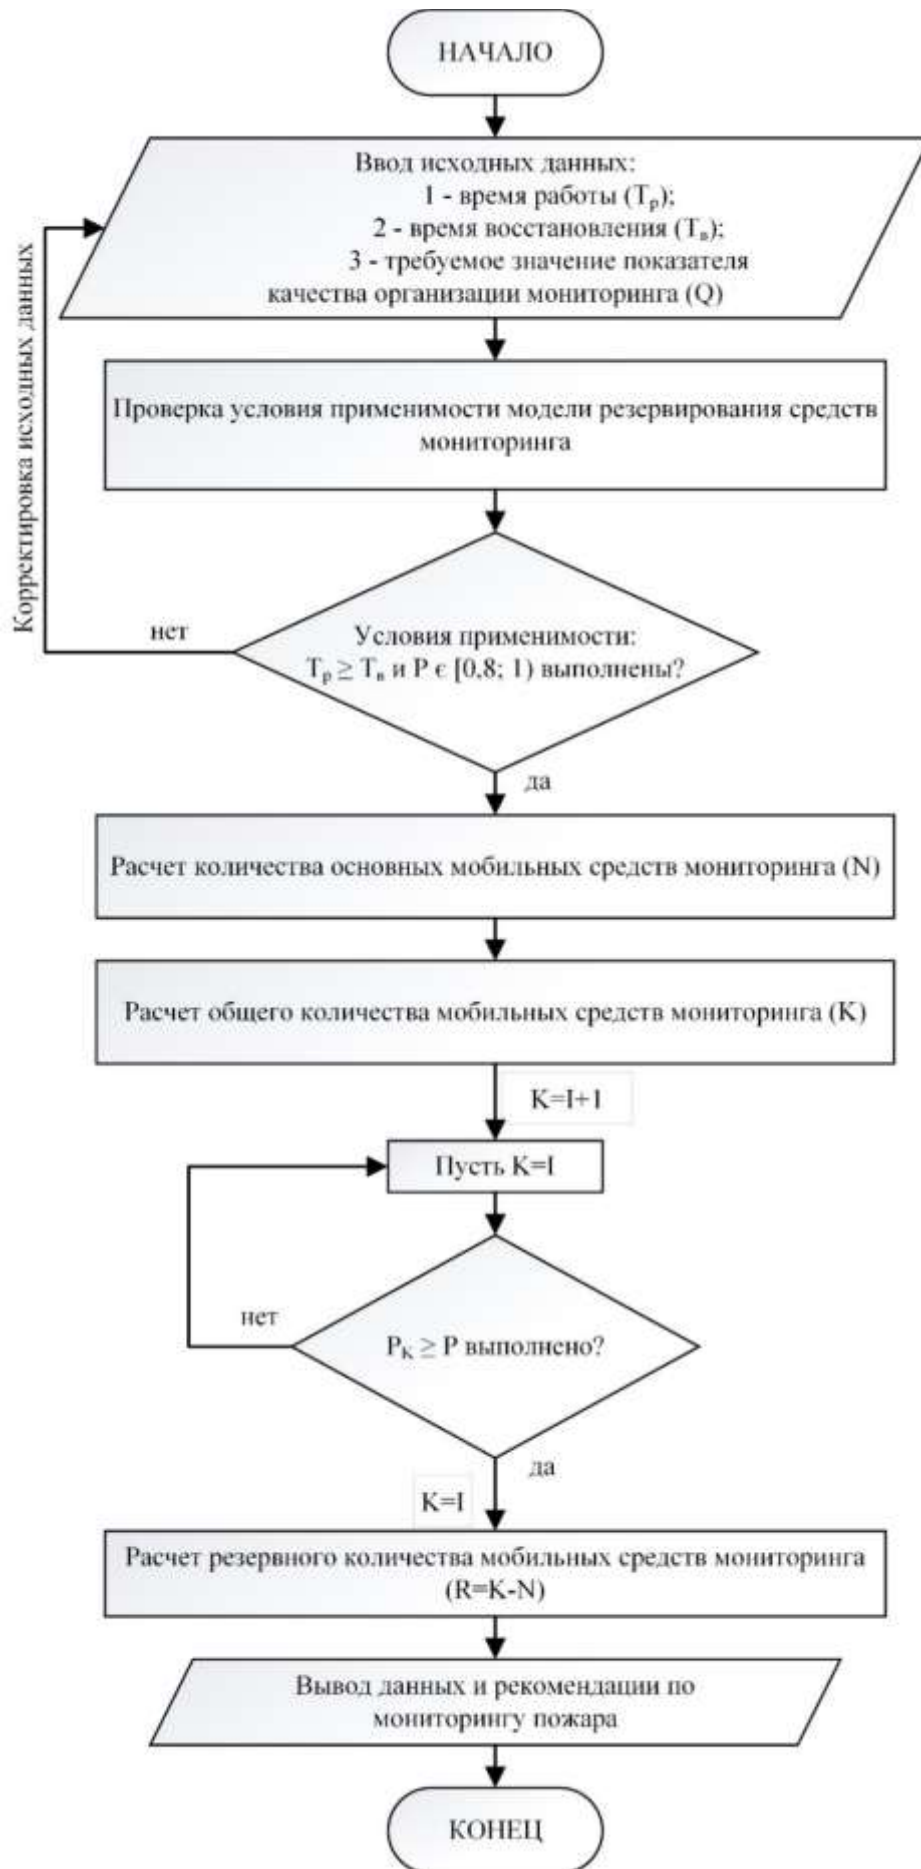 НАЧАЛО
Ввод исходных данных:
1 - время работы (Tр);
2 - время восстановления (Tв);
3 - требуемое значение показателя
качества организации мониторинга (Q)
Корректировка исходных данных
Проверка условия применимости модели резервирования средств
мониторинга
нет
Условия применимости:
Tр ≥ Tв и P є [0,8; 1) выполнены?
да
Расчет количества основных мобильных средств мониторинга (N)
Расчет общего количества мобильных средств мониторинга (K)
K=I+1
Пусть K=I
нет
PK ≥ P выполнено?
да
K=I
Расчет резервного количества мобильных средств мониторинга
(R=K-N)
Вывод данных и рекомендации по
мониторингу пожара
КОНЕЦ